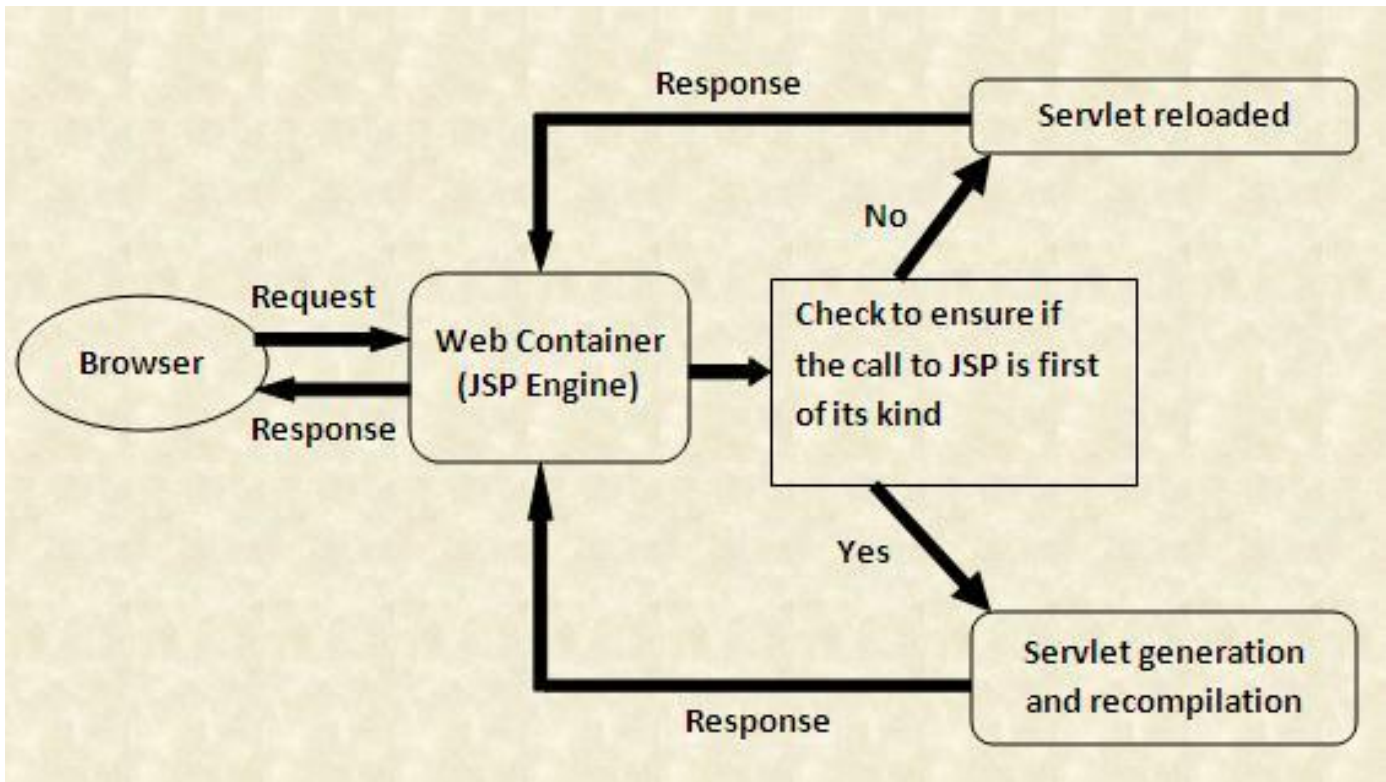 Response
Servlet reloaded
No
Request
Browser
Web Container
(JSP Engine)
Response
Check to ensure if
the call to JSP is first
of its kind
Yes
Servlet generation
and recompilation
Response